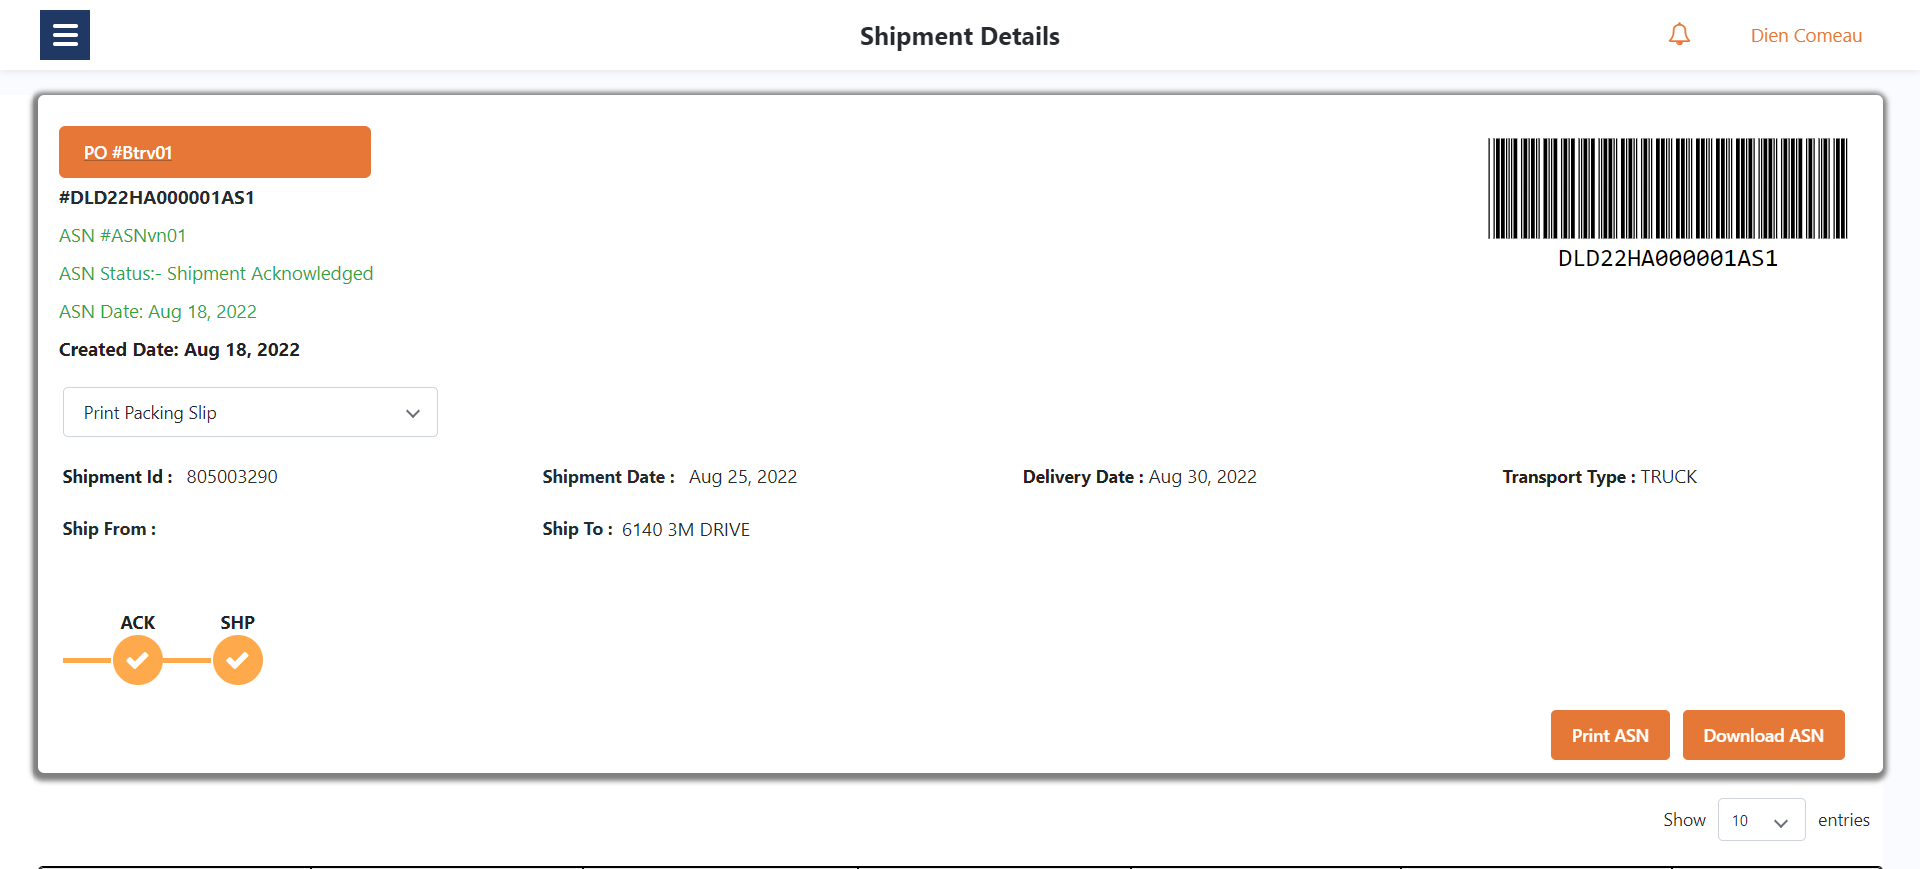 Shipment Details
Dien Comeau
PO #Btrv01
#DLD22HA000001AS1
ASN #ASNvn01
ASN Status:- Shipment Acknowledged
ASN Date: Aug 18, 2022
Created Date: Aug 18, 2022
DLD22HA000001AS1
Print Packing Slip
Shipment Id : 805003290
Shipment Date : Aug 25, 2022
Delivery Date : Aug 30, 2022
Transport Type : TRUCK
Ship From :
Ship To : 6140 3M DRIVE
ACK
SHP
Print ASN
Download ASN
Show 10 entries